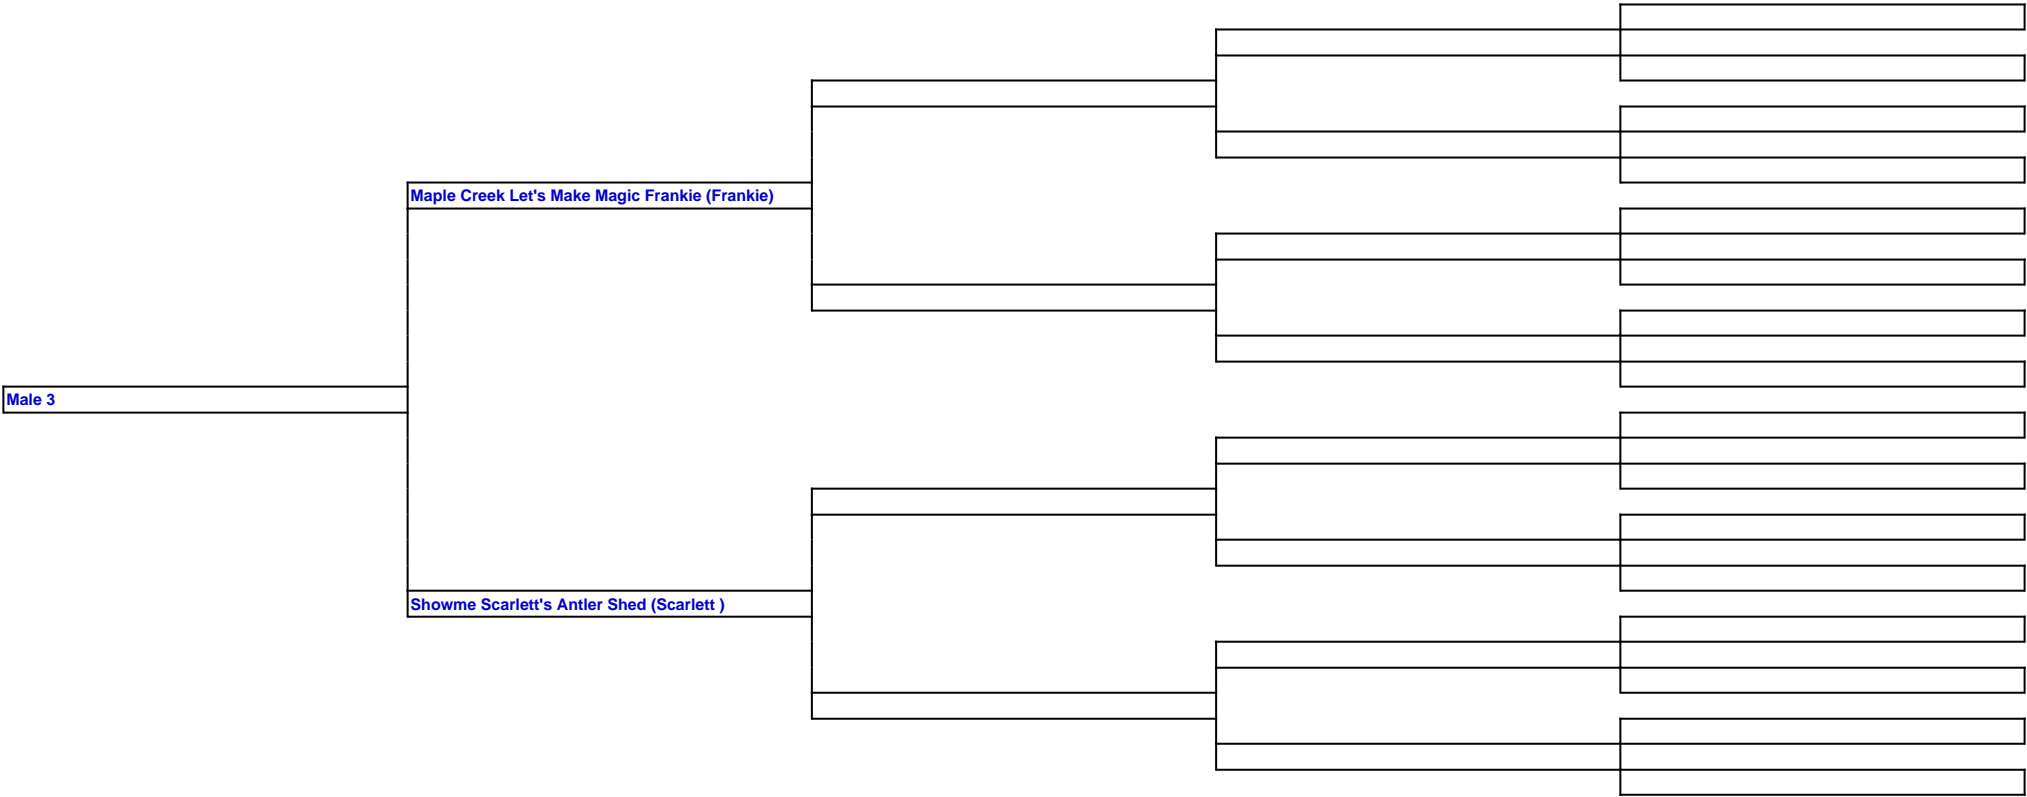 Maple Creek Let's Make Magic Frankie (Frankie)
Male 3
Showme Scarlett's Antler Shed (Scarlett )